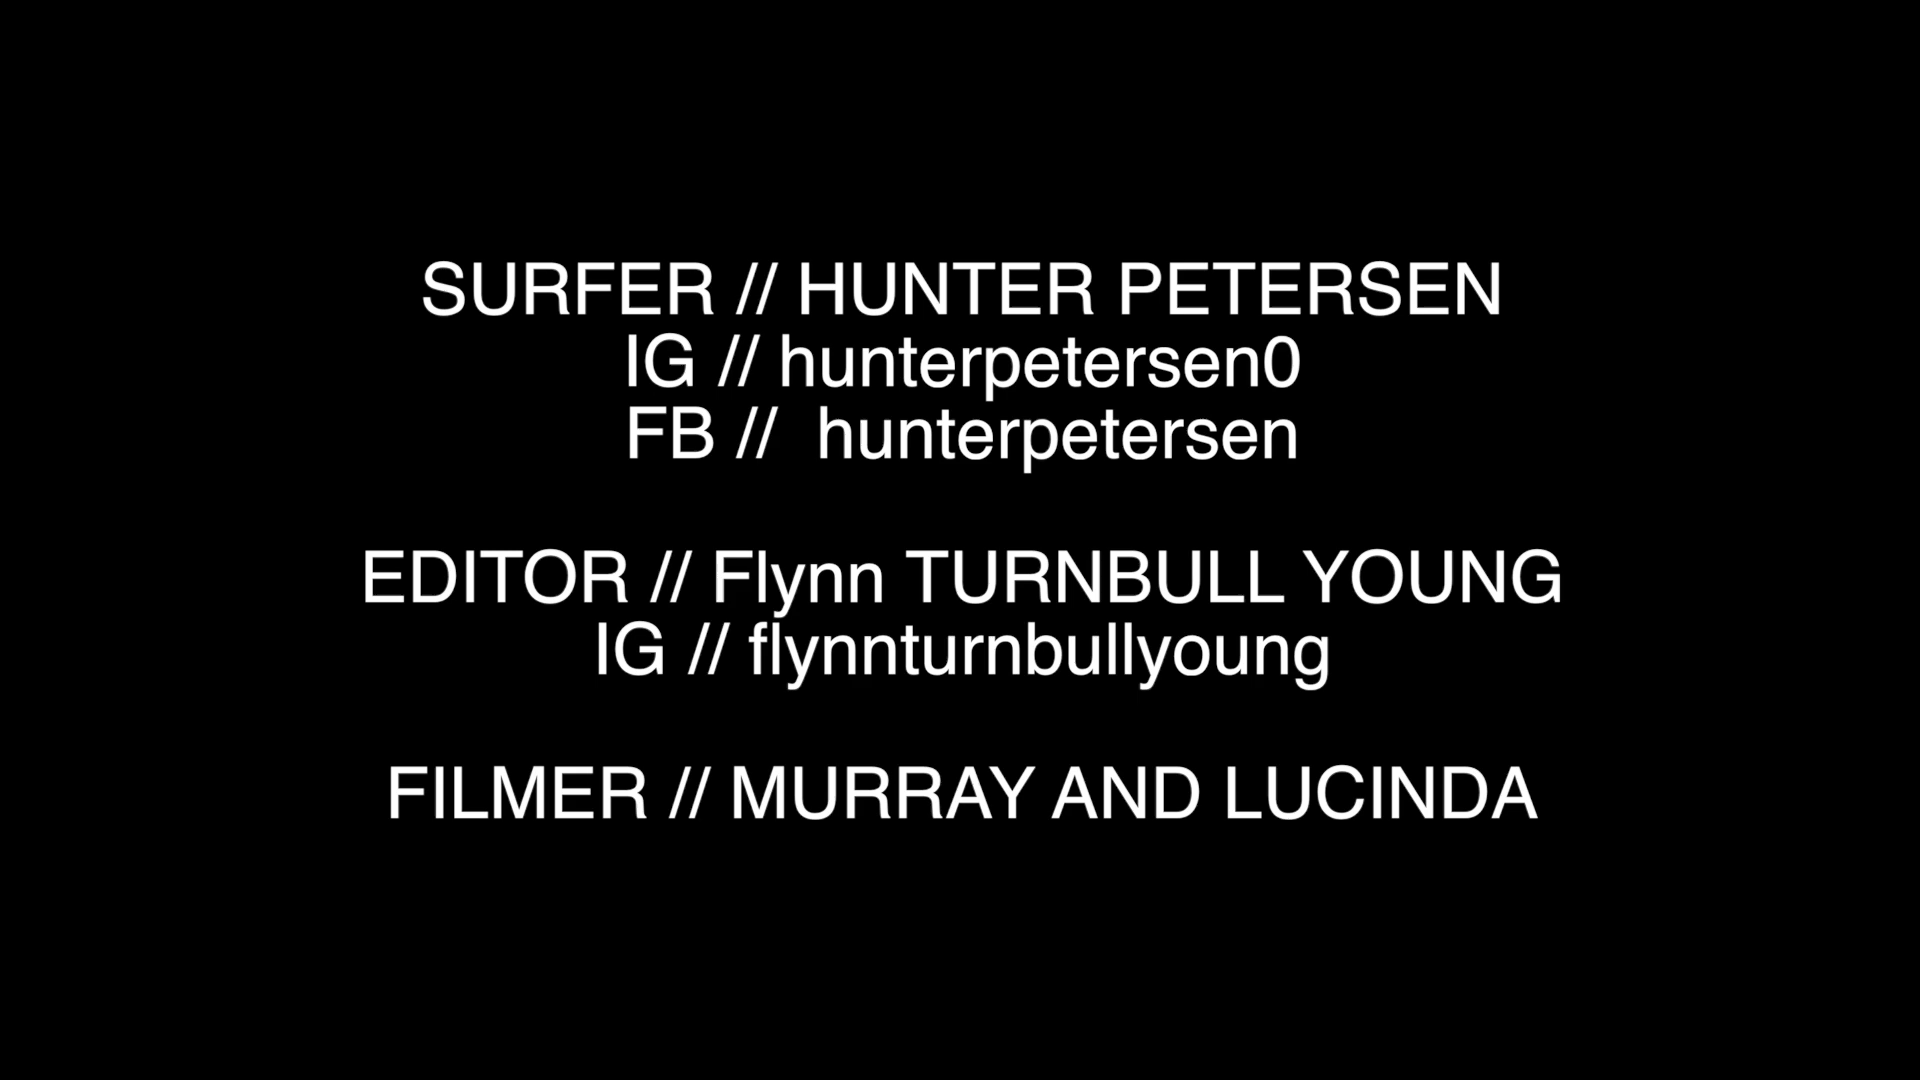 SURFER // HUNTER PETERSEN
IG // hunterpetersen0
FB //  hunterpetersen
EDITOR // Flynn TURNBULL YOUNG
IG // flynnturnbullyoung
FILMER // MURRAY AND LUCINDA